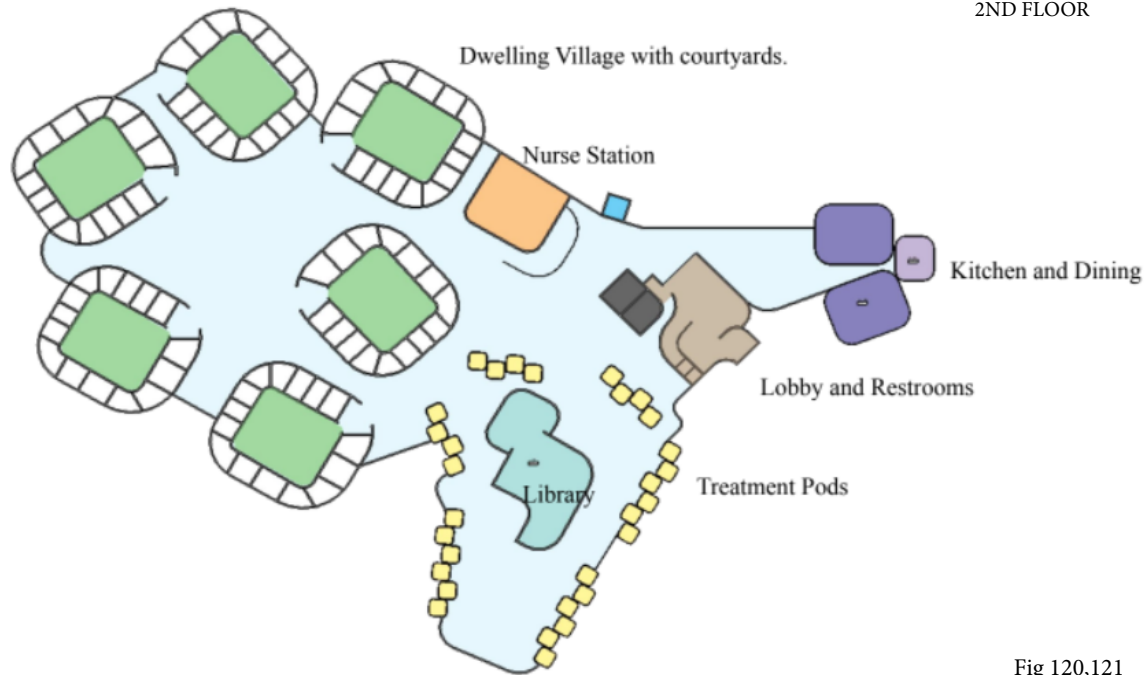 2ND FLOOR
Dwelling Village with courtyards.
Nurse Station
Kitchen and Dining
Lobby and Restrooms
Treatment Pods
Library
Fig 120,121